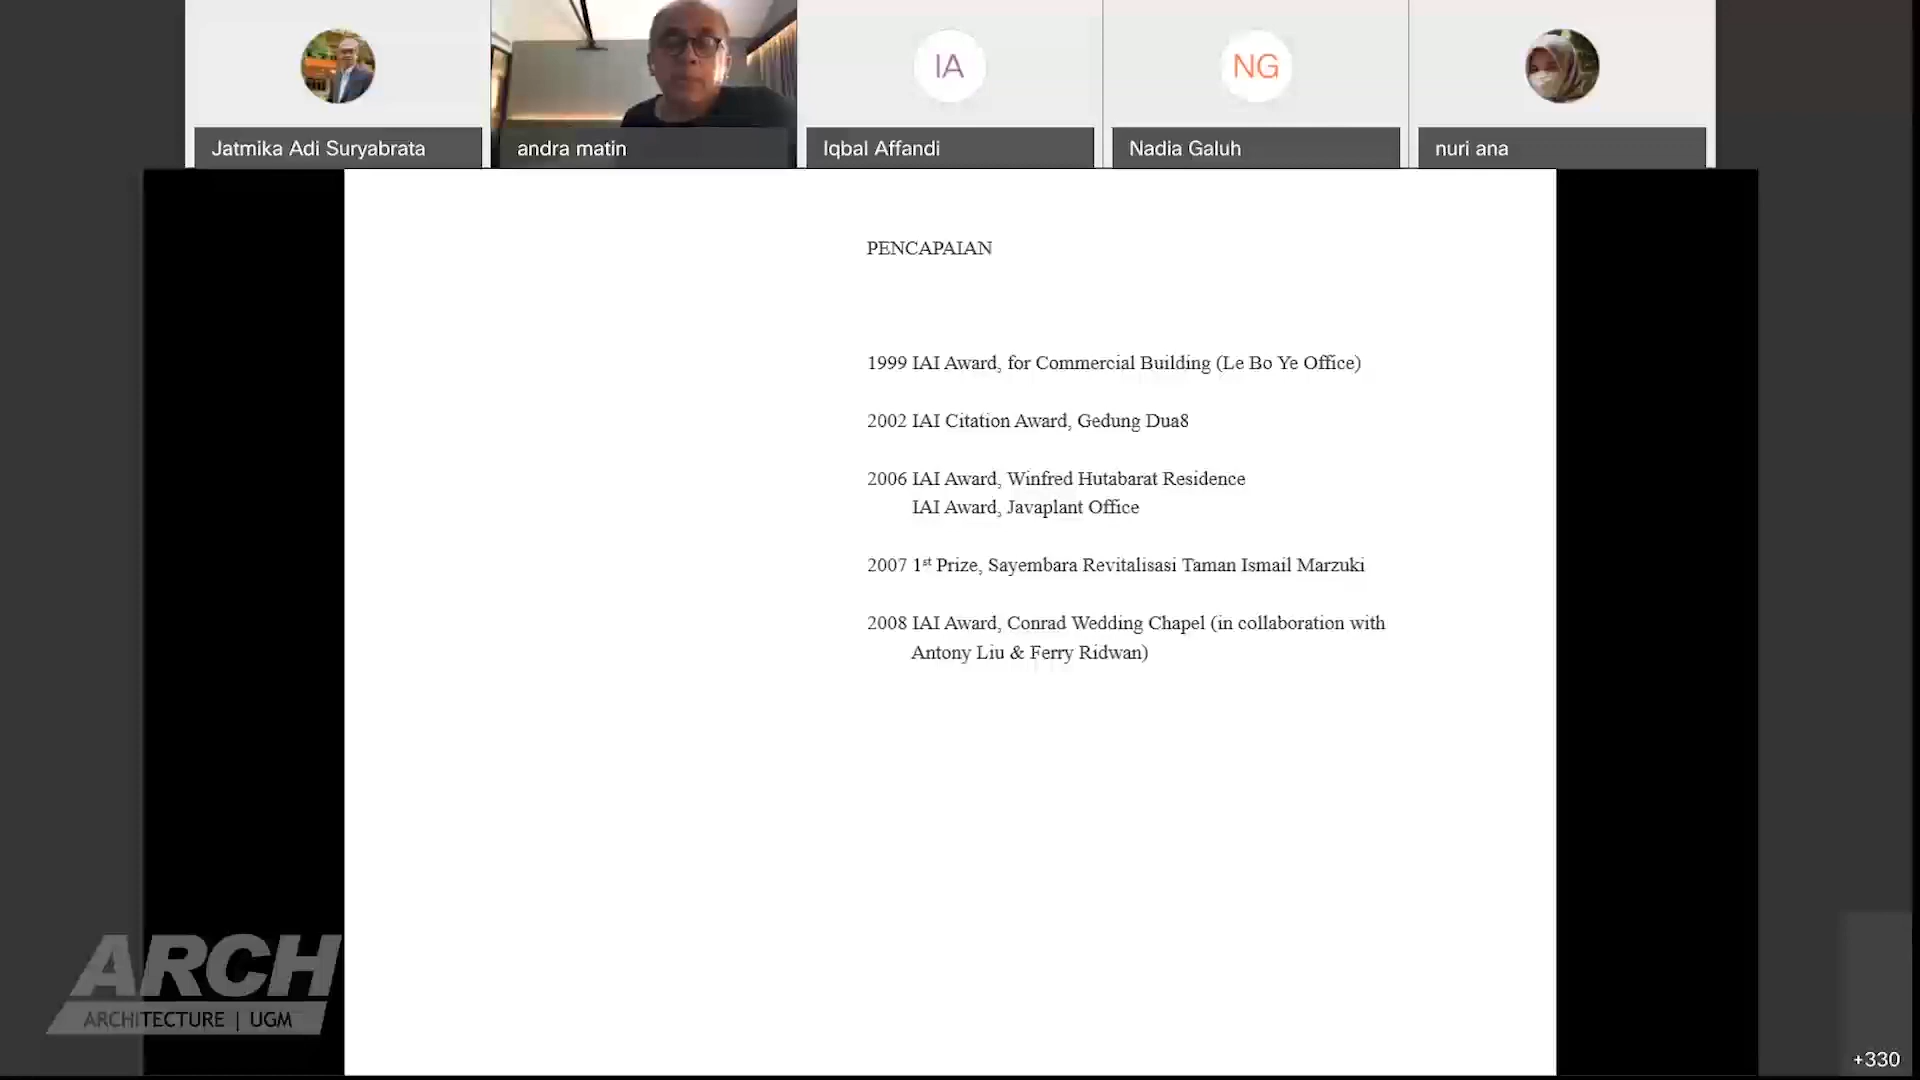 Jatmika Adi Suryabrata
andra matin
IA
Iqbal Affandi
NG
Nadia Galuh
nuri ana
PENCAPAIAN
1999 IAI Award, for Commercial Building (Le Bo Ye Office)
2002 IAI Citation Award, Gedung Dua8
2006 IAI Award, Winfred Hutabarat Residence
IAI Award, Javaplant Office
2007 1st Prize, Sayembara Revitalisasi Taman Ismail Marzuki
2008 IAI Award, Conrad Wedding Chapel (in collaboration with
Antony Liu & Ferry Ridwan)
ARCH
ARCHITECTURE | UGM
+330